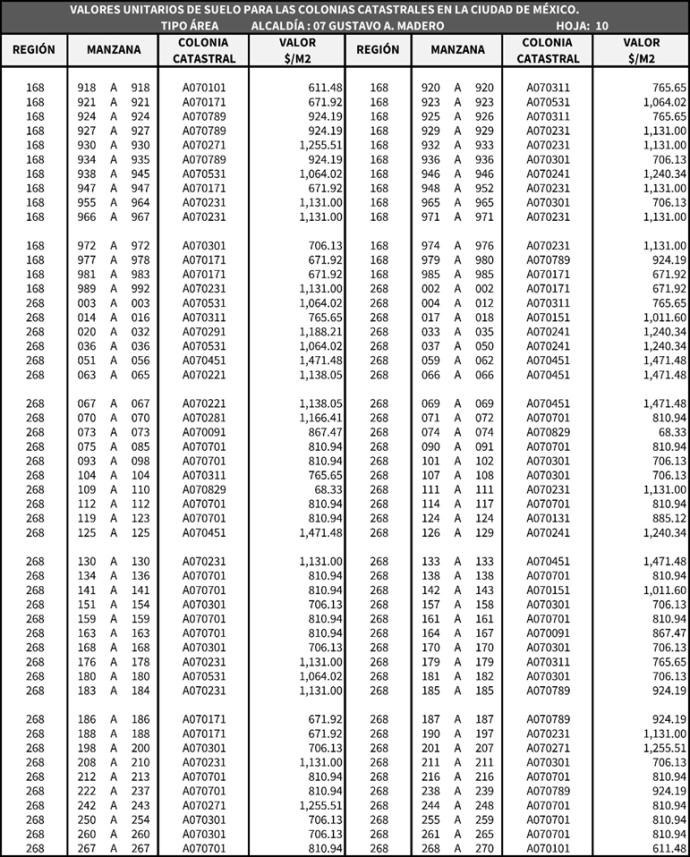 VALORES UNITARIOS DE SUELO PARA LAS COLONIAS CATASTRALES EN LA CIUDAD DE MÉXICO.
TIPO ÁREA ALCALDÍA : 07 GUSTAVO A. MADERO HOJA: 10
REGIÓN MANZANA COLONIA CATASTRAL VALOR $/M2 REGIÓN MANZANA COLONIA CATASTRAL VALOR $/M2
168 918 A 918 A070101 611.48 168 920 A 920 A070311 765.65
168 921 A 921 A070171 671.92 168 923 A 923 A070531 1,064.02
168 924 A 924 A070789 924.19 168 925 A 926 A070311 765.65
168 927 A 927 A070789 924.19 168 929 A 929 A070231 1,131.00
168 930 A 930 A070271 1,255.51 168 932 A 933 A070231 1,131.00
168 934 A 935 A070789 924.19 168 936 A 936 A070301 706.13
168 938 A 945 A070531 1,064.02 168 946 A 946 A070241 1,240.34
168 947 A 947 A070171 671.92 168 948 A 952 A070231 1,131.00
168 955 A 964 A070231 1,131.00 168 965 A 965 A070301 706.13
168 966 A 967 A070231 1,131.00 168 971 A 971 A070231 1,131.00
168 972 A 972 A070301 706.13 168 974 A 976 A070231 1,131.00
168 977 A 978 A070171 671.92 168 979 A 980 A070789 924.19
168 981 A 983 A070171 671.92 168 985 A 985 A070171 671.92
168 989 A 992 A070231 1,131.00 268 002 A 002 A070171 671.92
268 003 A 003 A070531 1,064.02 268 004 A 012 A070311 765.65
268 014 A 016 A070311 765.65 268 017 A 018 A070151 1,011.60
268 020 A 032 A070291 1,188.21 268 033 A 035 A070241 1,240.34
268 036 A 036 A070531 1,064.02 268 037 A 050 A070241 1,240.34
268 051 A 056 A070451 1,471.48 268 059 A 062 A070451 1,471.48
268 063 A 065 A070221 1,138.05 268 066 A 066 A070451 1,471.48
268 067 A 067 A070221 1,138.05 268 069 A 069 A070451 1,471.48
268 070 A 070 A070281 1,166.41 268 071 A 072 A070701 810.94
268 073 A 073 A070091 867.47 268 074 A 074 A070829 68.33
268 075 A 085 A070701 810.94 268 090 A 091 A070701 810.94
268 093 A 098 A070701 810.94 268 101 A 102 A070301 706.13
268 104 A 104 A070311 765.65 268 107 A 108 A070301 706.13
268 109 A 110 A070829 68.33 268 111 A 111 A070231 1,131.00
268 112 A 112 A070701 810.94 268 114 A 117 A070701 810.94
268 119 A 123 A070701 810.94 268 124 A 124 A070131 885.12
268 125 A 125 A070451 1,471.48 268 126 A 129 A070241 1,240.34
268 130 A 130 A070231 1,131.00 268 133 A 133 A070451 1,471.48
268 134 A 136 A070701 810.94 268 138 A 138 A070701 810.94
268 141 A 141 A070701 810.94 268 142 A 143 A070151 1,011.60
268 151 A 154 A070301 706.13 268 157 A 158 A070301 706.13
268 159 A 159 A070701 810.94 268 161 A 161 A070701 810.94
268 163 A 163 A070701 810.94 268 164 A 167 A070091 867.47
268 168 A 168 A070301 706.13 268 170 A 170 A070301 706.13
268 176 A 178 A070231 1,131.00 268 179 A 179 A070311 765.65
268 180 A 180 A070531 1,064.02 268 181 A 182 A070301 706.13
268 183 A 184 A070231 1,131.00 268 185 A 185 A070789 924.19
268 186 A 186 A070171 671.92 268 187 A 187 A070789 924.19
268 188 A 188 A070171 671.92 268 190 A 197 A070231 1,131.00
268 198 A 200 A070301 706.13 268 201 A 207 A070271 1,255.51
268 208 A 210 A070231 1,131.00 268 211 A 211 A070301 706.13
268 212 A 213 A070701 810.94 268 216 A 216 A070701 810.94
268 222 A 237 A070701 810.94 268 238 A 239 A070789 924.19
268 242 A 243 A070271 1,255.51 268 244 A 248 A070701 810.94
268 250 A 254 A070301 706.13 268 255 A 259 A070701 810.94
268 260 A 260 A070301 706.13 268 261 A 265 A070701 810.94
268 267 A 267 A070701 810.94 268 268 A 270 A070101 611.48